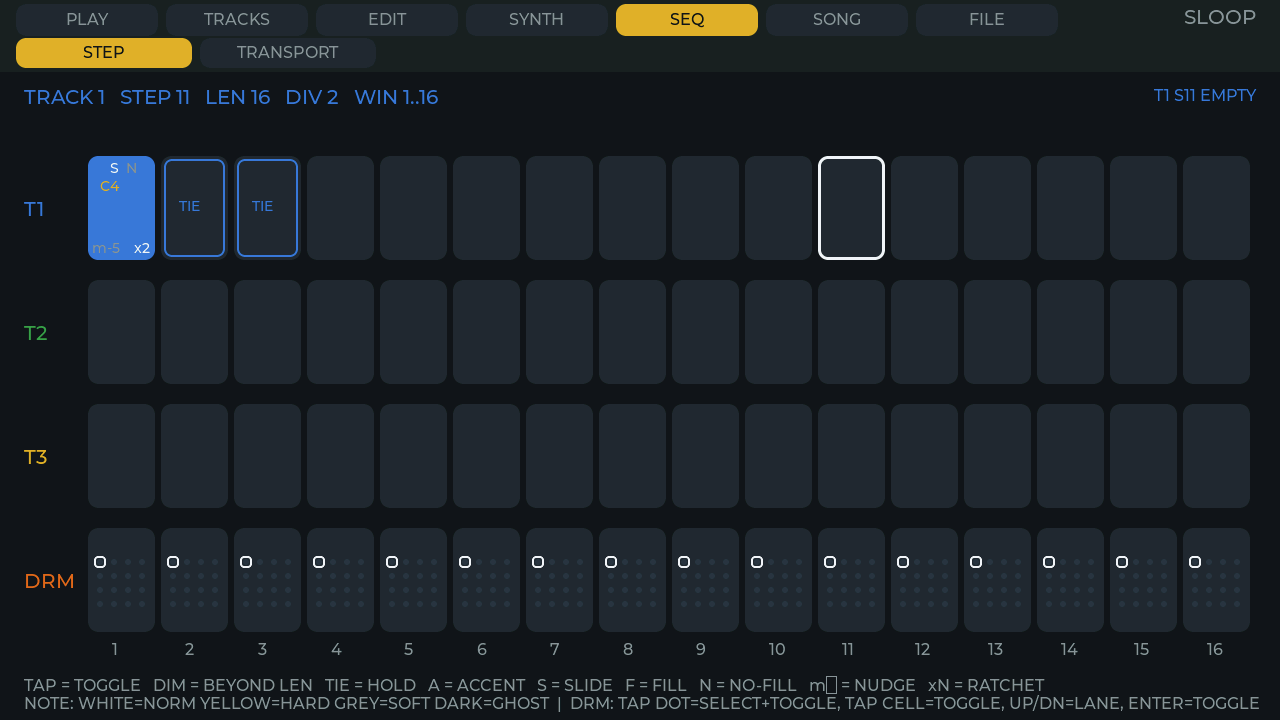 PLAY TRACKS EDIT SYNTH SEQ SONG FILE SLOOP
STEP TRANSPORT
TRACK 1 STEP 11 LEN 16 DIV 2 WIN 1..16 T1 S11 EMPTY
S N
C4
T1 TIE TIE
m-5 x2
T2
T3
DRM
1 2 3 4 5 6 7 8 9 10 11 12 13 14 15 16
TAP = TOGGLE DIM = BEYOND LEN TIE = HOLD A = ACCENT S = SLIDE F = FILL N = NO-FILL m□ = NUDGE xN = RATCHET
NOTE: WHITE=NORM YELLOW=HARD GREY=SOFT DARK=GHOST | DRM: TAP DOT=SELECT+TOGGLE, TAP CELL=TOGGLE, UP/DN=LANE, ENTER=TOGGLE